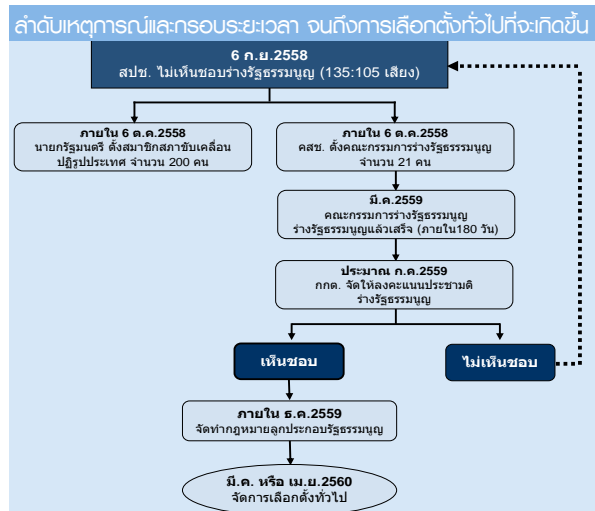 ลำดับเหตุการณ์และกรอบระยะเวลา จนถึงการเลือกตั้งทั่วไปที่จะเกิดขึ้น
6 ก.ย.2558
สปช. ไม่เห็นชอบร่างรัฐธรรมนูญ (135:105 เสียง)
ภายใน 6 ต.ค.2558
นายกรัฐมนตรี ตั้งสมาชิกสภาขับเคลื่อน
ปฏิรูปประเทศ จำนวน 200 คน
ภายใน 6 ต.ค.2558
คสช. ตั้งคณะกรรมการร่างรัฐธรรรมนูญ
จำนวน 21 คน
มี.ค.2559
คณะกรรมการร่างรัฐธรรมนูญ
ร่างรัฐธรรมนูญแล้วเสร็จ (ภายใน180 วัน)
ประมาณ ก.ค.2559
กกต. จัดให้ลงคะแนนประชามติ
ร่างรัฐธรรมนูญ
เห็นชอบ
ไม่เห็นชอบ
ภายใน ธ.ค.2559
จัดทำกฎหมายลูกประกอบรัฐธรรมนูญ
มี.ค. หรือ เม.ย.2560
จัดการเลือกตั้งทั่วไป